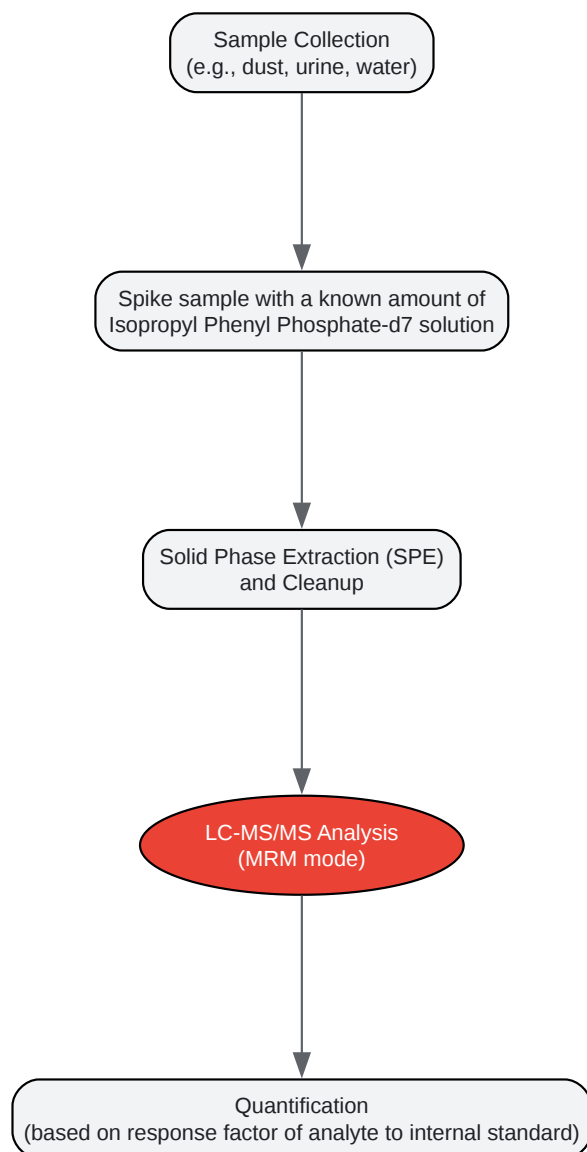 Sample Collection
(e.g., dust, urine, water)
Spike sample with a known amount of
Isopropyl Phenyl Phosphate-d7 solution
Solid Phase Extraction (SPE)
and Cleanup
LC-MS/MS Analysis
(MRM mode)
Quantification
(based on response factor of analyte to internal standard)